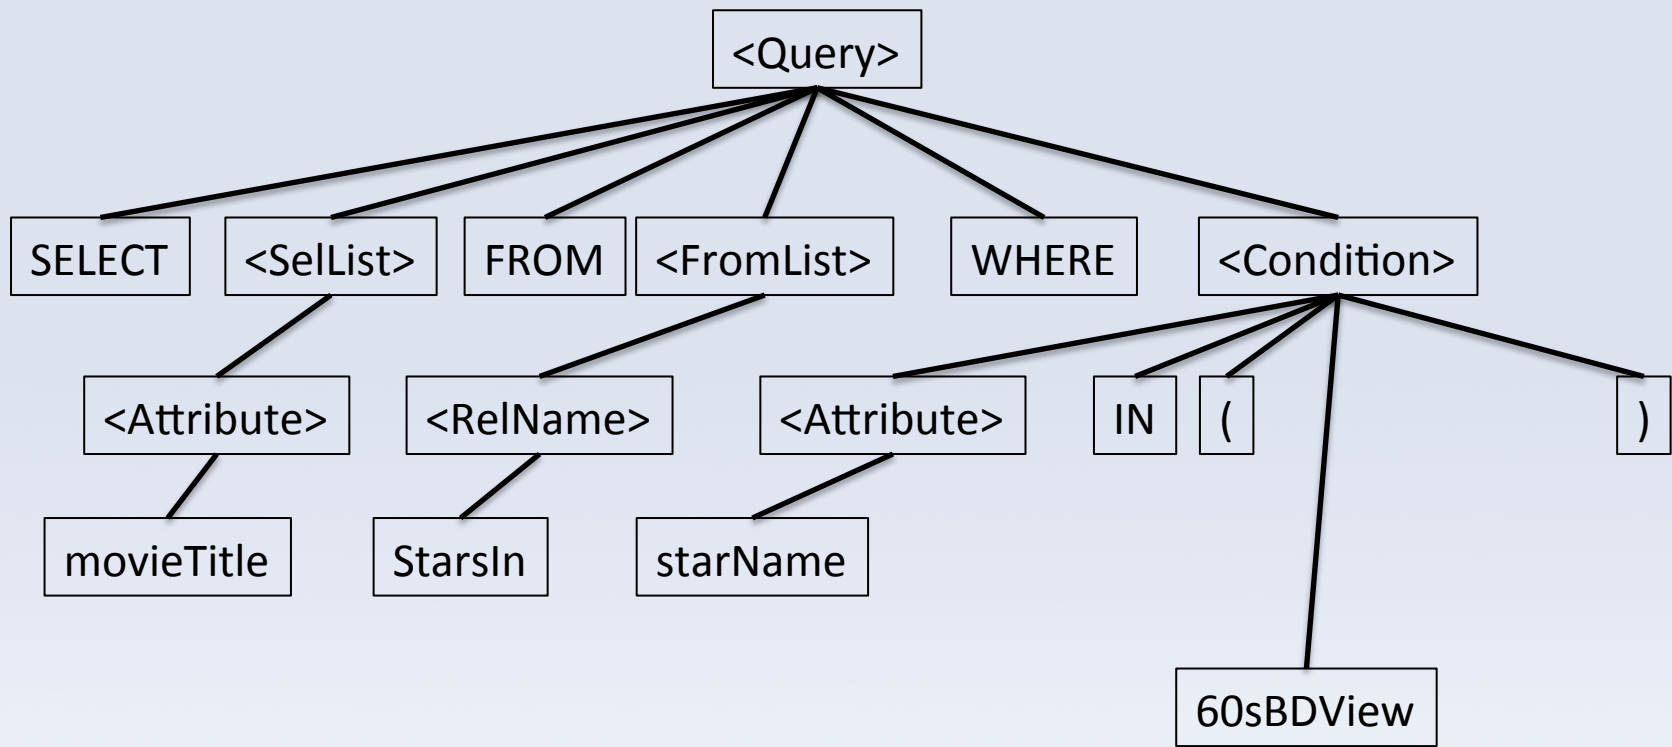 <Query>
SELECT <SelList> FROM <FromList> WHERE <Condition>
<Attribute> <RelName> <Attribute> IN ( )
movieTitle StarsIn starName
60sBDView